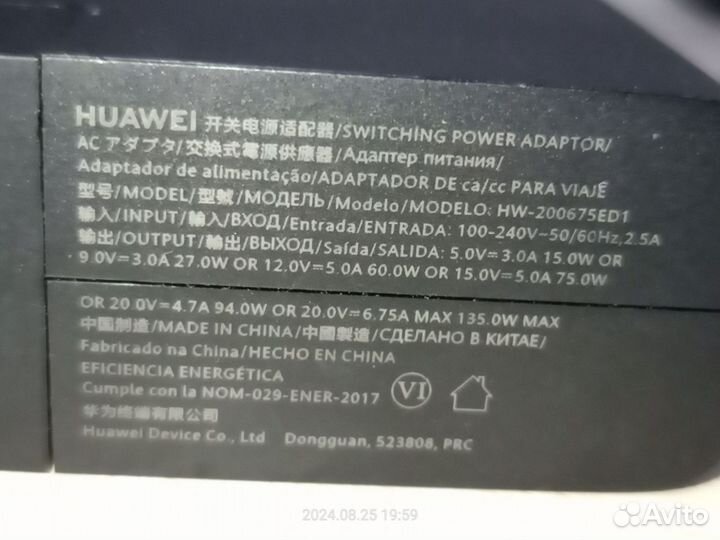 HUAWEI 开关电源适配器/SWITCHING POWER ADAPTOR/
AC アダプタ/交換式電源供應器/Адаптер питания/
Adaptador de alimentação/ADAPTADOR DE ca/cc PARA VIAJE
型号/MODEL/型號/МОДЕЛЬ/Modelo/MODELO: HW-200675ED1
输入/INPUT/輸入/ВХОД/Entrada/ENTRADA: 100-240V~50/60Hz,2.5A
输出/OUTPUT/輸出/ВЫХОД/Saída/SALIDA: 5.0V⎓3.0A 15.0W OR
9.0V⎓3.0A 27.0W OR 12.0V⎓5.0A 60.0W OR 15.0V⎓5.0A 75.0W
OR 20.0V⎓4.7A 94.0W OR 20.0V⎓6.75A MAX 135.0W MAX
中国制造/MADE IN CHINA/中國製造/СДЕЛАНО В КИТАЕ/
Fabricado na China/HECHO EN CHINA
EFICIENCIA ENERGÉTICA
Cumple con la NOM-029-ENER-2017 VI
华为终端有限公司
Huawei Device Co., Ltd Dongguan, 523808, PRC
2024.08.25 19:59
Avito